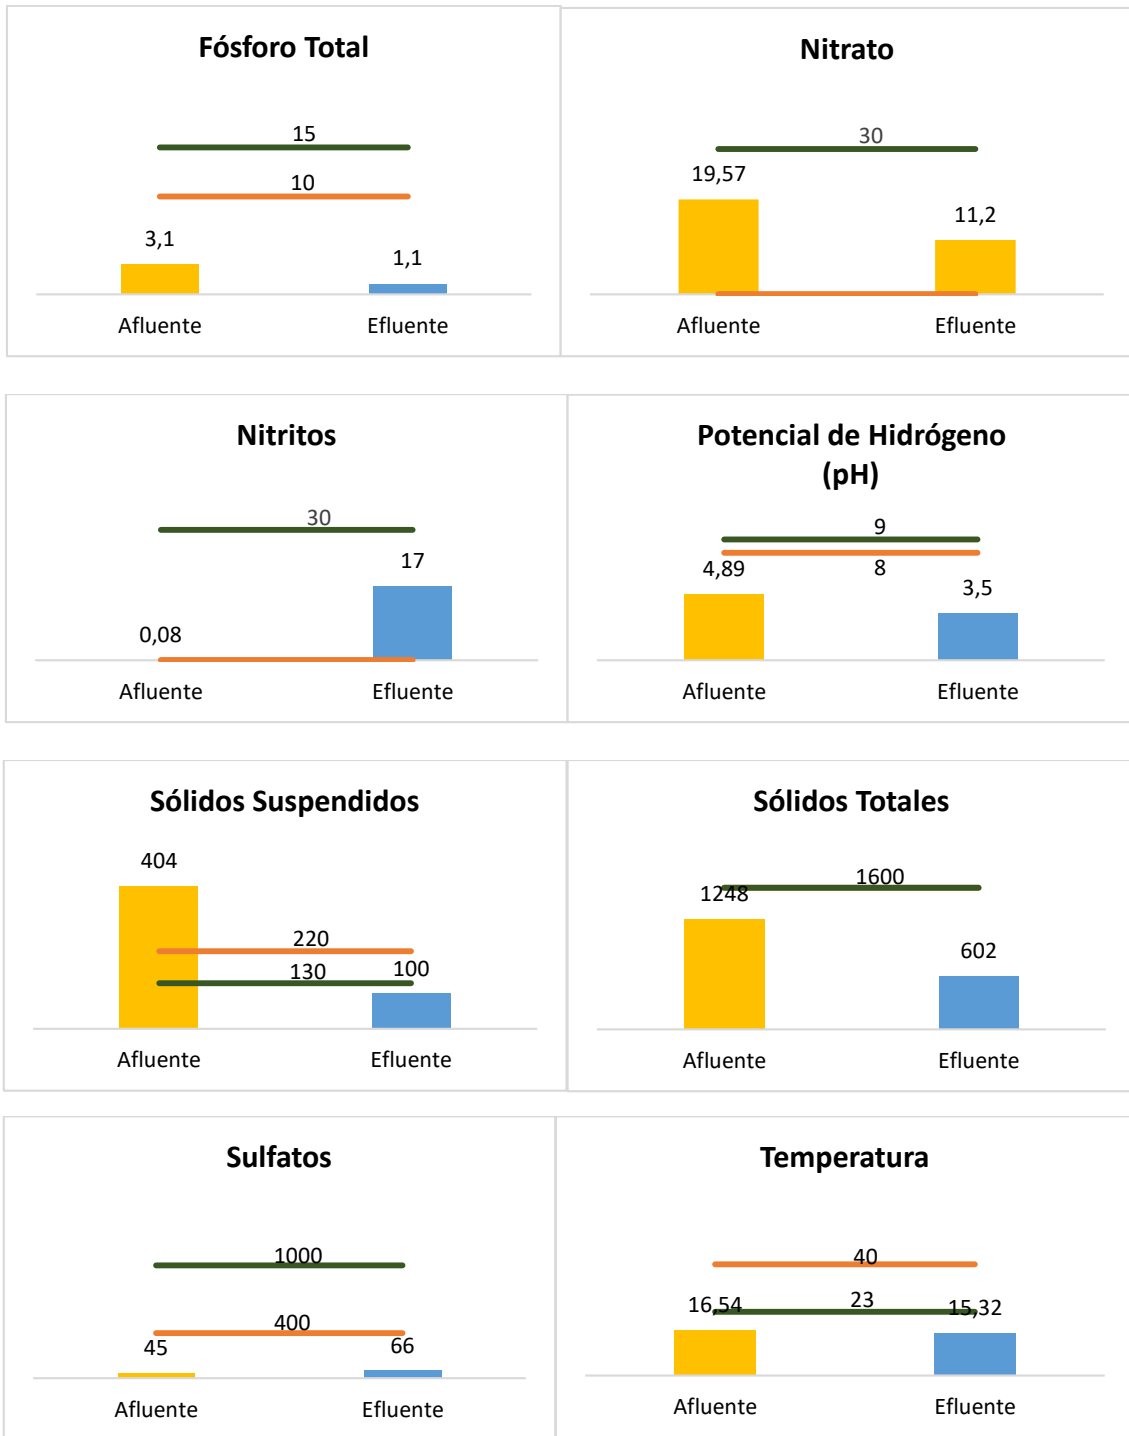 Fósforo Total
15
10
3,1
1,1
Afluente
Efluente
Nitrato
30
19,57
11,2
Afluente
Efluente
Nitritos
30
17
0,08
Afluente
Efluente
Potencial de Hidrógeno
(pH)
9
8
4,89
3,5
Afluente
Efluente
Sólidos Suspendidos
404
220
130
100
Afluente
Efluente
Sólidos Totales
1600
1248
602
Afluente
Efluente
Sulfatos
1000
400
45
66
Afluente
Efluente
Temperatura
40
16,54
23
15,32
Afluente
Efluente